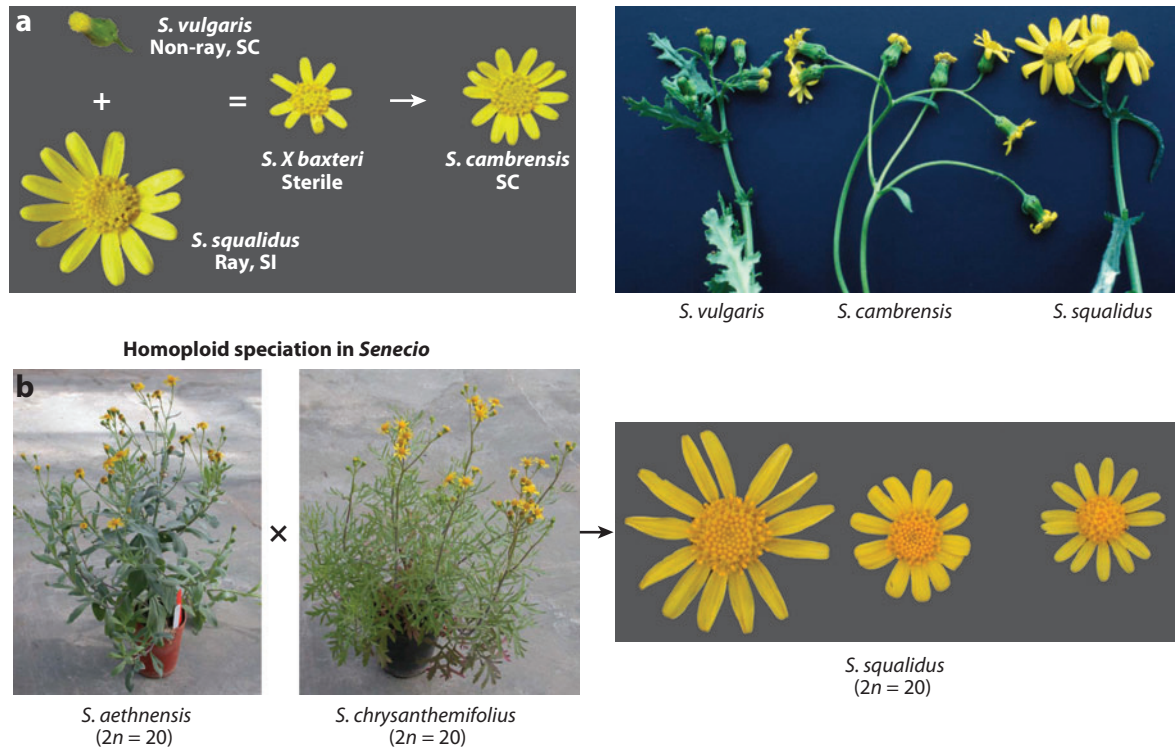 a
S. vulgaris
Non-ray, SC
+
=
→
S. X baxteri
Sterile
S. cambrensis
SC
S. squalidus
Ray, SI
S. vulgaris
S. cambrensis
S. squalidus
Homoploid speciation in Senecio
b
×
→
S. aethnensis
(2n = 20)
S. chrysanthemifolius
(2n = 20)
S. squalidus
(2n = 20)